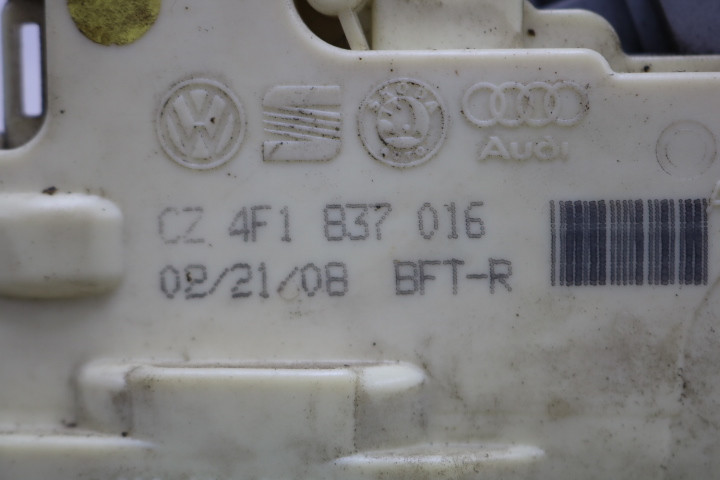 Audi
CZ 4F1 837 016
02/21/08 BFT-R